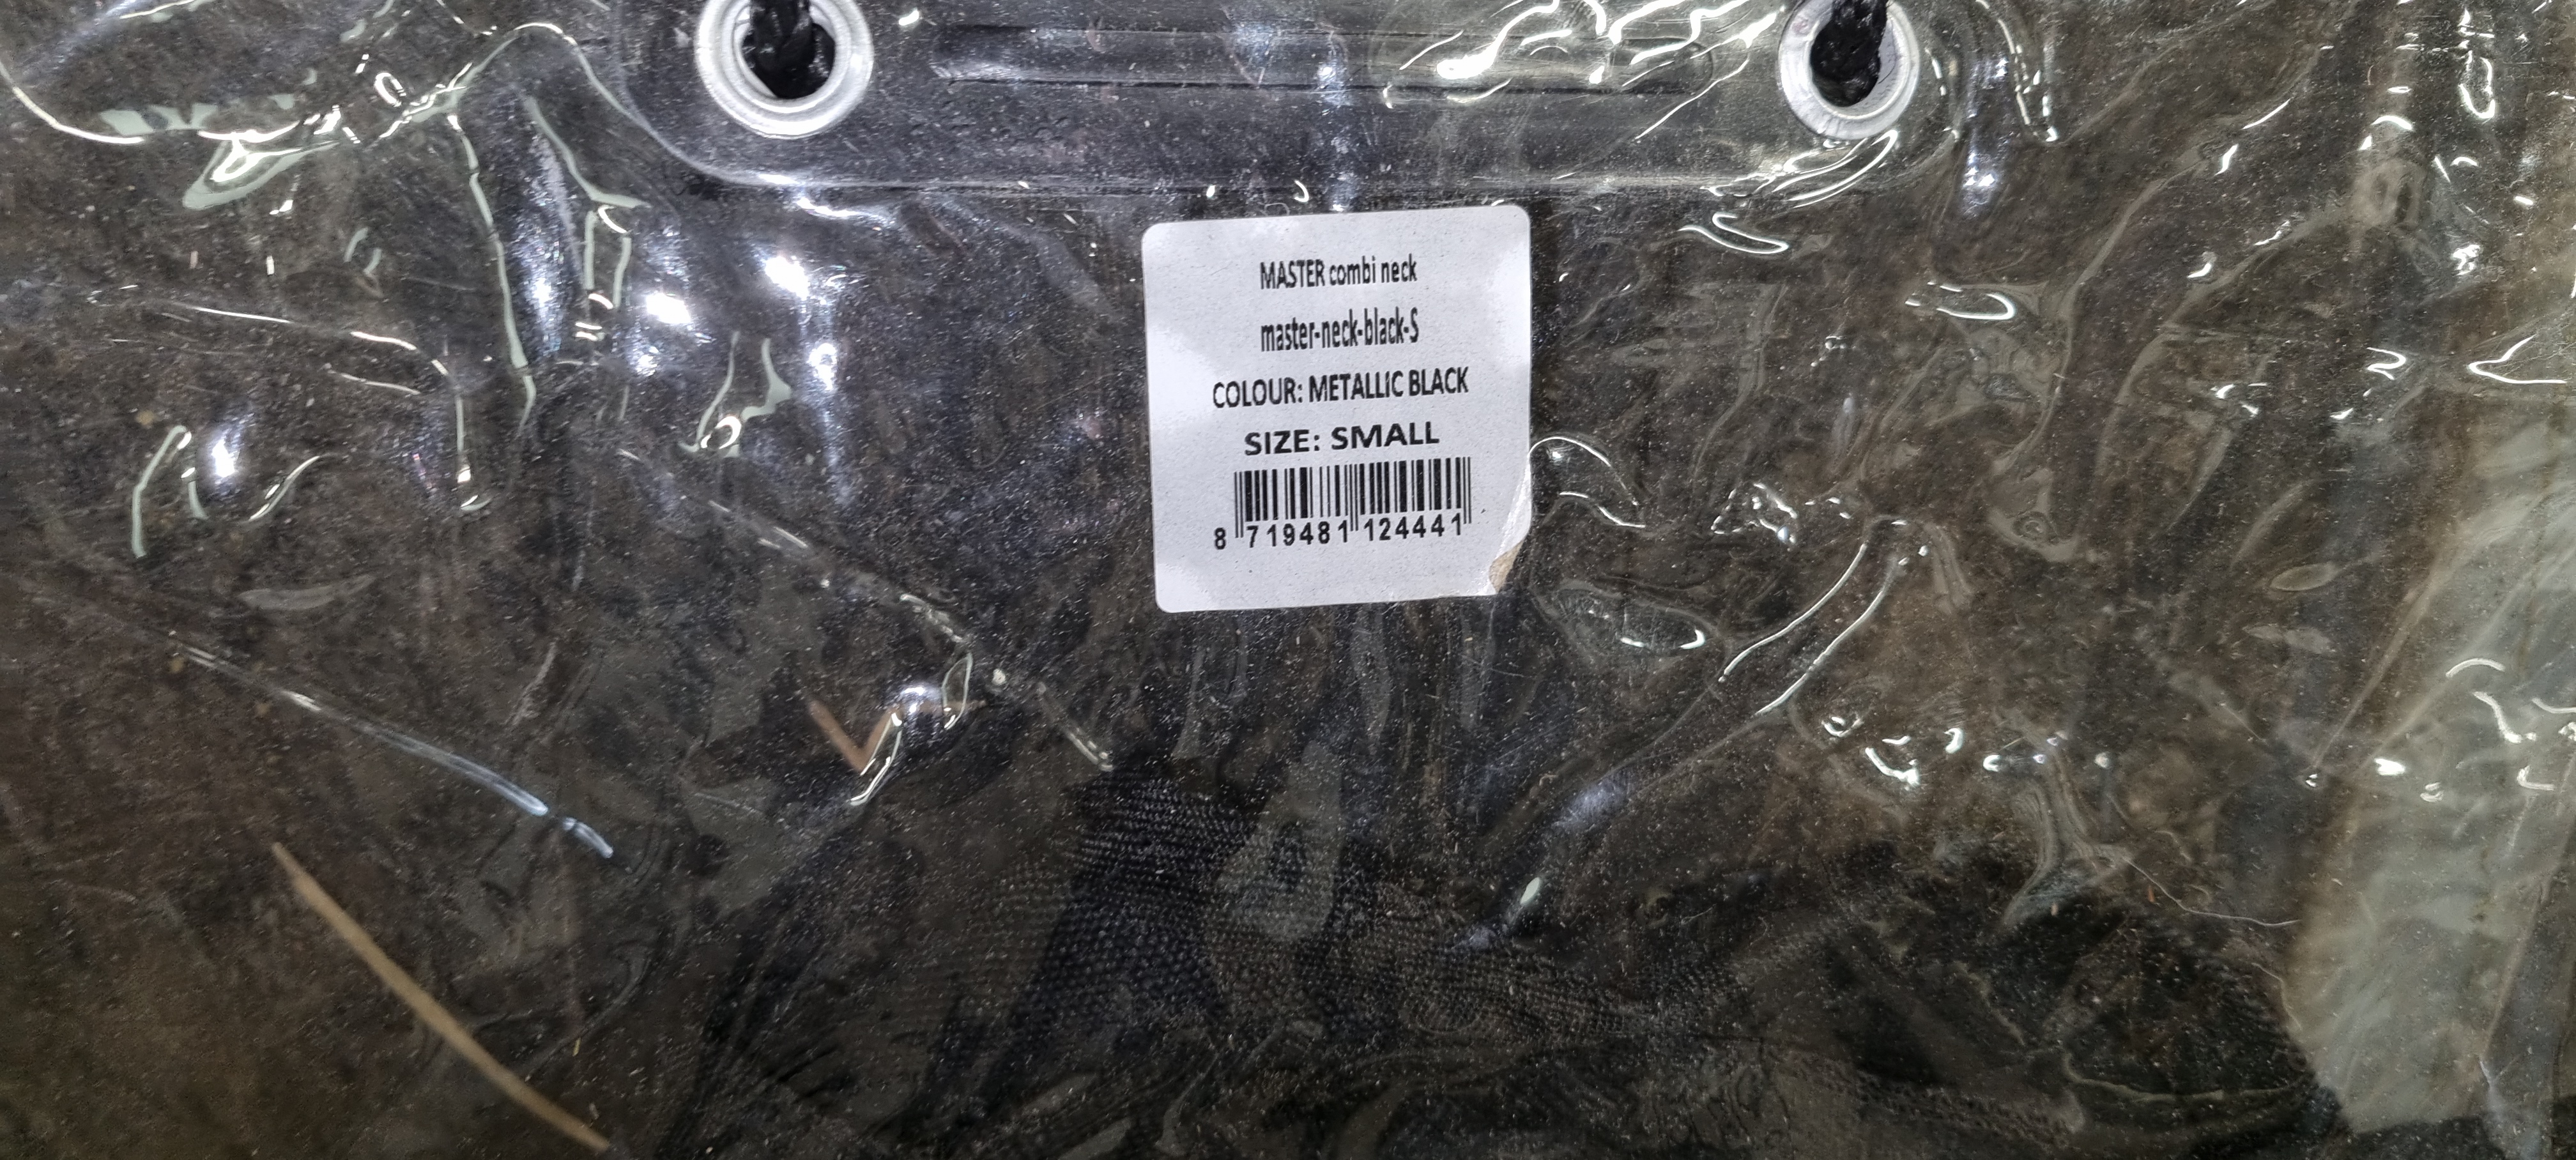 MASTER combi neck
master-neck-black-S
COLOUR: METALLIC BLACK
SIZE: SMALL
8 719481 124441